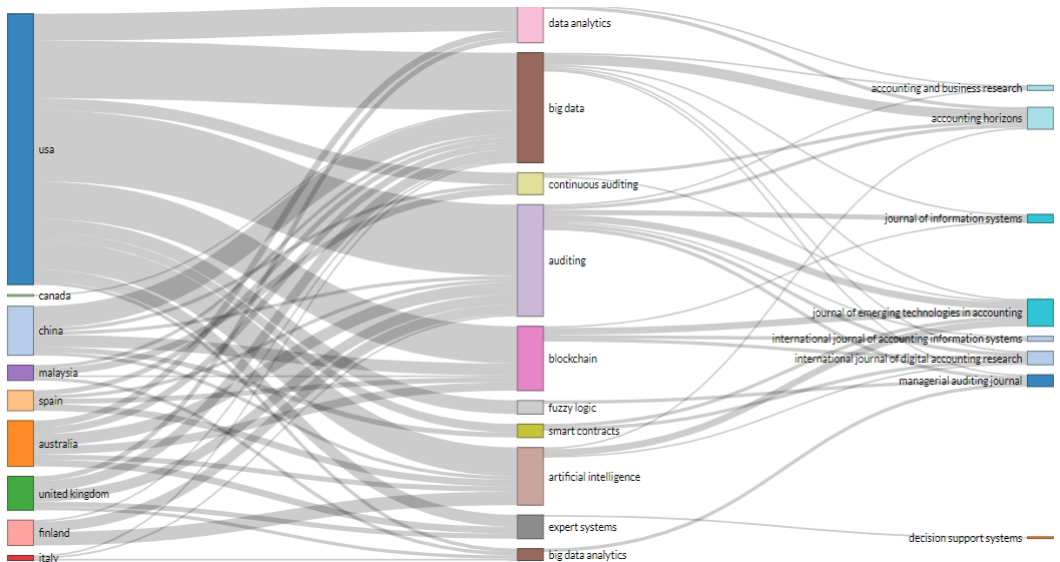 usa
canada
china
malaysia
spain
australia
united kingdom
finland
italy
data analytics
big data
continuous auditing
auditing
blockchain
fuzzy logic
smart contracts
artificial intelligence
expert systems
big data analytics
accounting and business research
accounting horizons
journal of information systems
journal of emerging technologies in accounting
international journal of accounting information systems
international journal of digital accounting research
managerial auditing journal
decision support systems